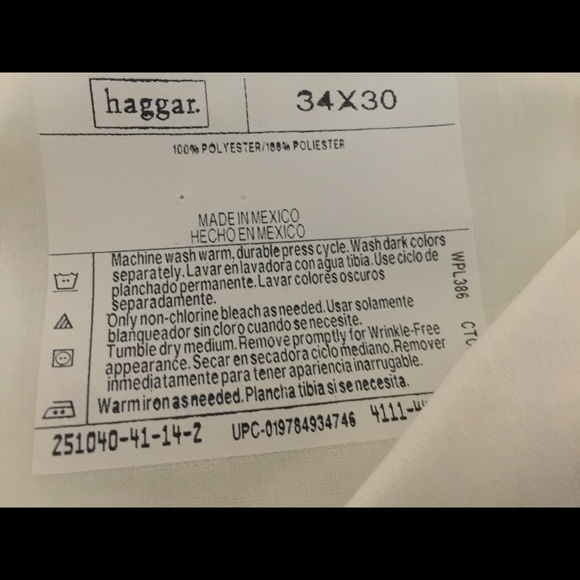 haggar.
34X30
100% POLYESTER/100% POLIESTER
MADE IN MEXICO
HECHO EN MEXICO
Machine wash warm, durable press cycle. Wash dark colors
separately. Lavar en lavadora con agua tibia. Use ciclo de
planchado permanente. Lavar colores oscuros
separadamente.
Only non-chlorine bleach as needed. Usar solamente
blanqueador sin cloro cuando se necesite.
Tumble dry medium. Remove promptly for Wrinkle-Free
appearance. Secar en secadora ciclo mediano. Remover
inmediatamente para tener apariencia inarrugable.
Warm iron as needed. Plancha tibia si se necesita.
WPL386 CTC
251040-41-14-2 UPC-019784934746 4111-